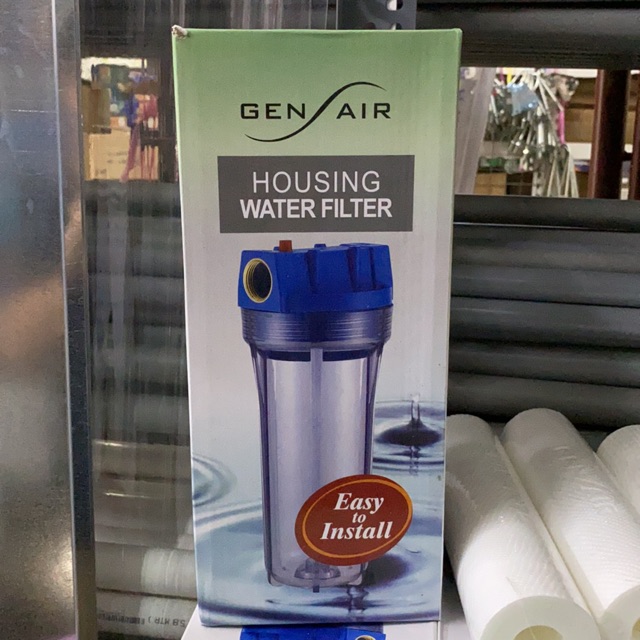 GEN AIR
HOUSING
WATER FILTER
Easy
to
Install